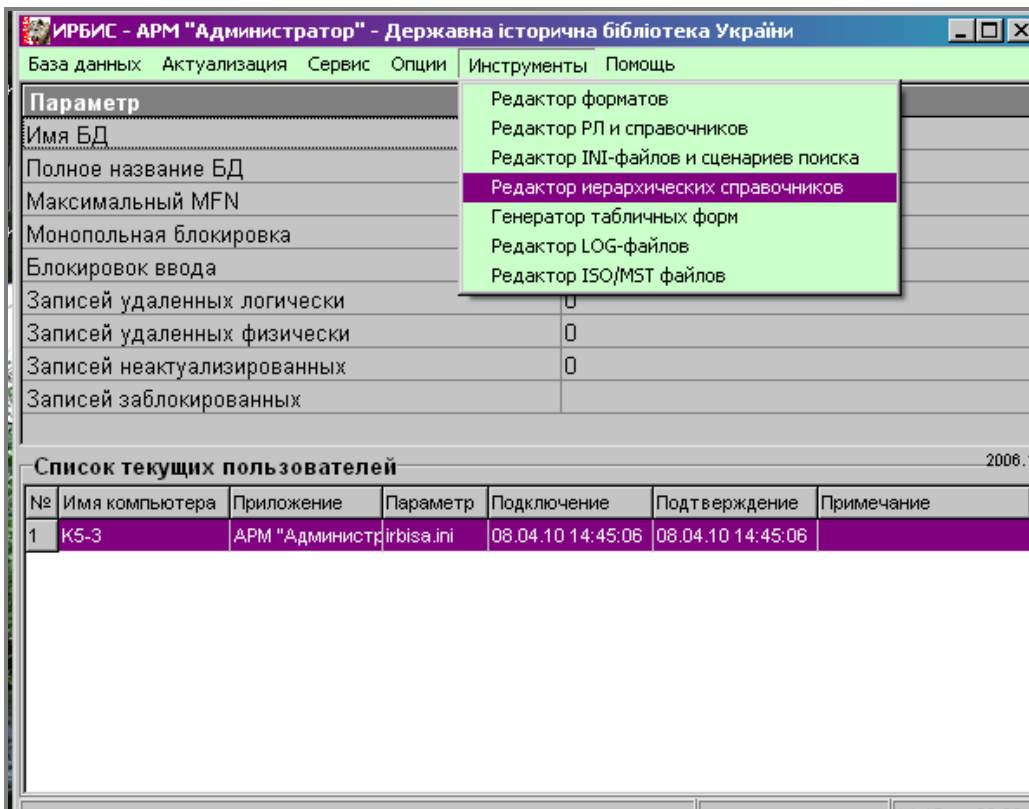 ИРБИС - АРМ "Администратор" - Державна історична бібліотека України
База данных Актуализация Сервис Опции Инструменты Помощь
Параметр
Имя БД
Полное название БД
Максимальный MFN
Монопольная блокировка
Блокировок ввода
Записей удаленных логически 0
Записей удаленных физически 0
Записей неактуализированных 0
Записей заблокированных
Редактор форматов
Редактор РЛ и справочников
Редактор INI-файлов и сценариев поиска
Редактор иерархических справочников
Генератор табличных форм
Редактор LOG-файлов
Редактор ISO/MST файлов
Список текущих пользователей 2006.
№ Имя компьютера Приложение Параметр Подключение Подтверждение Примечание
1 K5-3 АРМ "Администр irbisa.ini 08.04.10 14:45:06 08.04.10 14:45:06